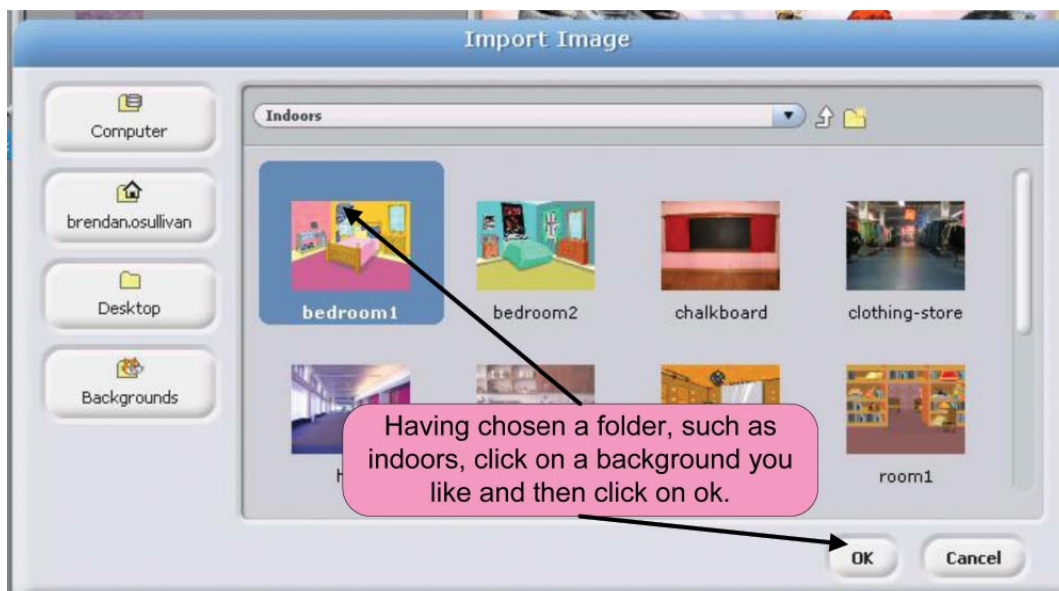 Import Image
Computer
brendan.osullivan
Desktop
Backgrounds
Indoors
bedroom1
bedroom2
chalkboard
clothing-store
room1
Having chosen a folder, such as
indoors, click on a background you
like and then click on ok.
OK
Cancel